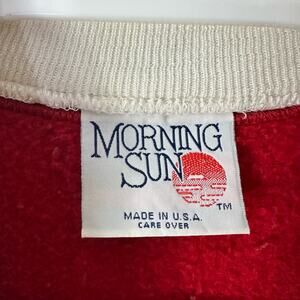 MORNING
SUN
TM
MADE IN U.S.A.
CARE OVER